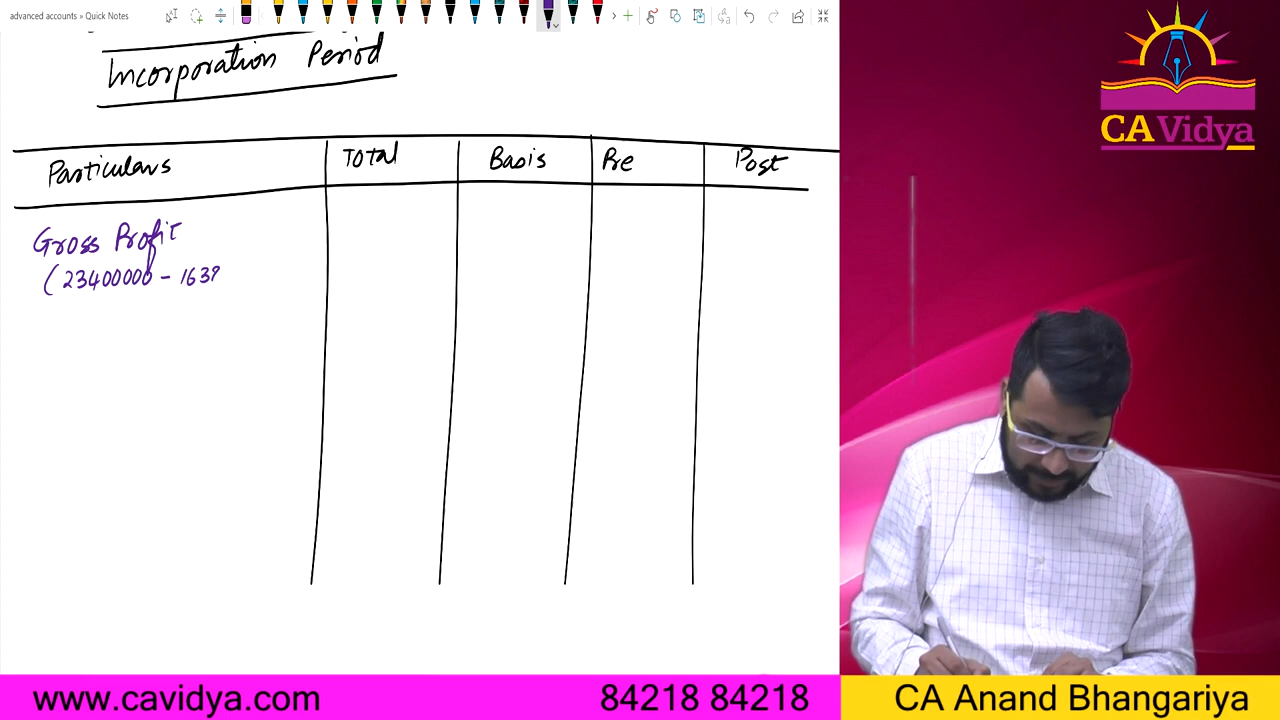 advanced accounts » Quick Notes
Incorporation Period
Particulars Total Basis Pre Post
Gross Profit
(23400000 - 1638
CA Vidya
www.cavidya.com 84218 84218 CA Anand Bhangariya